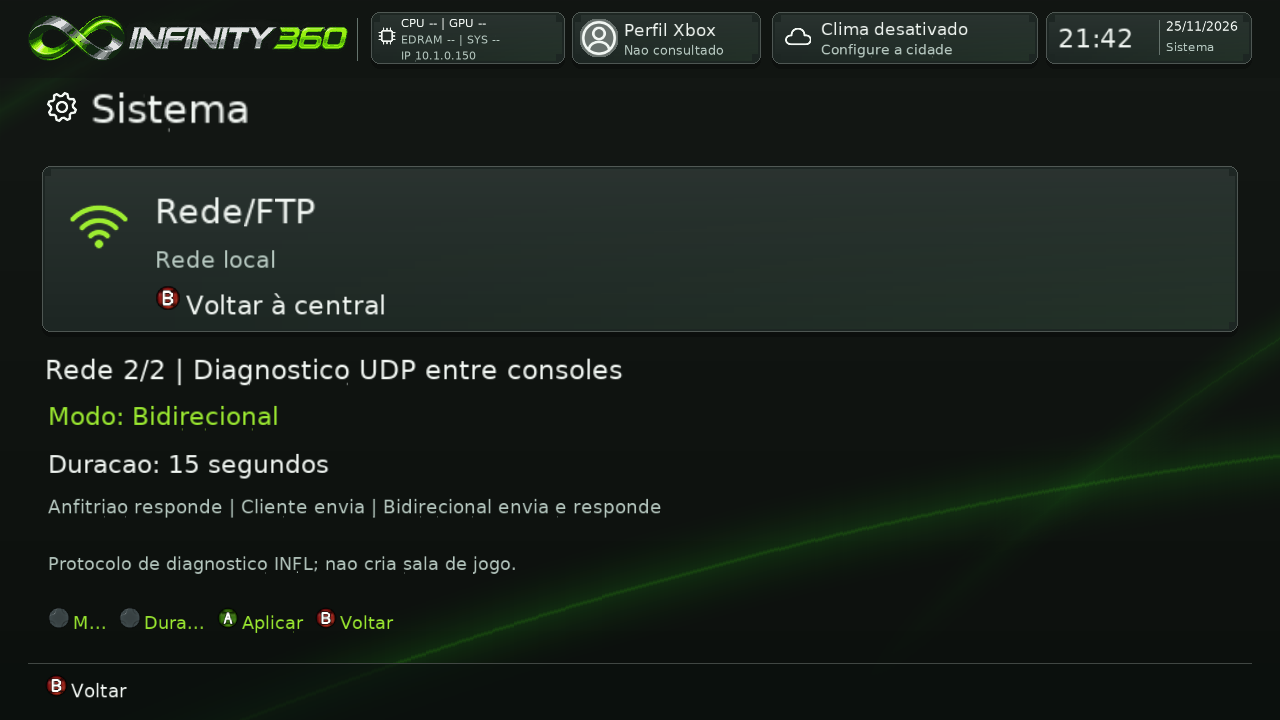 INFINITY 360
CPU -- | GPU --
EDRAM -- | SYS --
IP 10.1.0.150
Perfil Xbox
Nao consultado
Clima desativado
Configure a cidade
21:42
25/11/2026
Sistema
Sistema
Rede/FTP
Rede local
B Voltar à central
Rede 2/2 | Diagnostico UDP entre consoles
Modo: Bidirecional
Duracao: 15 segundos
Anfitriao responde | Cliente envia | Bidirecional envia e responde
Protocolo de diagnostico INFL; nao cria sala de jogo.
M... Dura... A Aplicar B Voltar
B Voltar